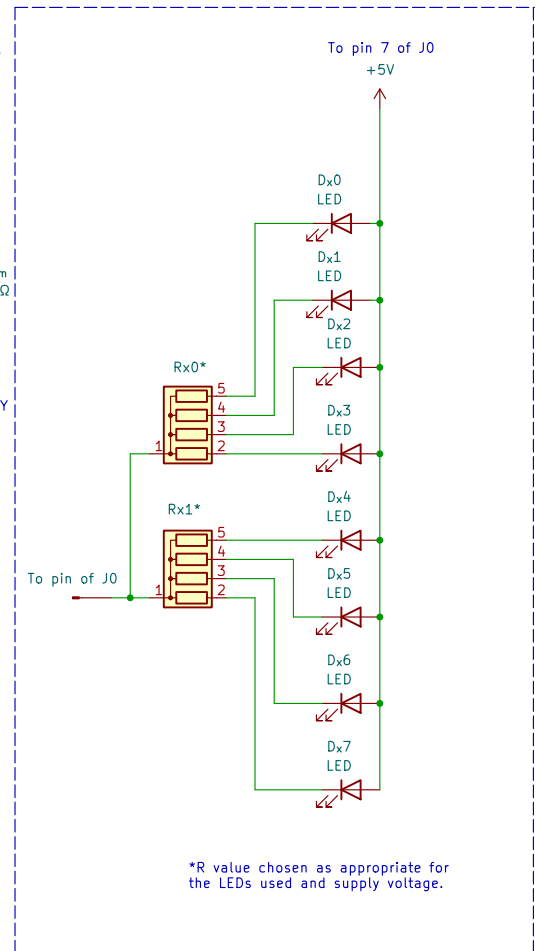 To pin 7 of J0
+5V
Dx0
LED
Dx1
LED
m
Ω
Dx2
LED
Rx0*
5
4
3
1
2
Y
Dx3
LED
Dx4
LED
Rx1*
5
4
3
1
2
Dx5
LED
To pin of J0
Dx6
LED
Dx7
LED
*R value chosen as appropriate for
the LEDs used and supply voltage.